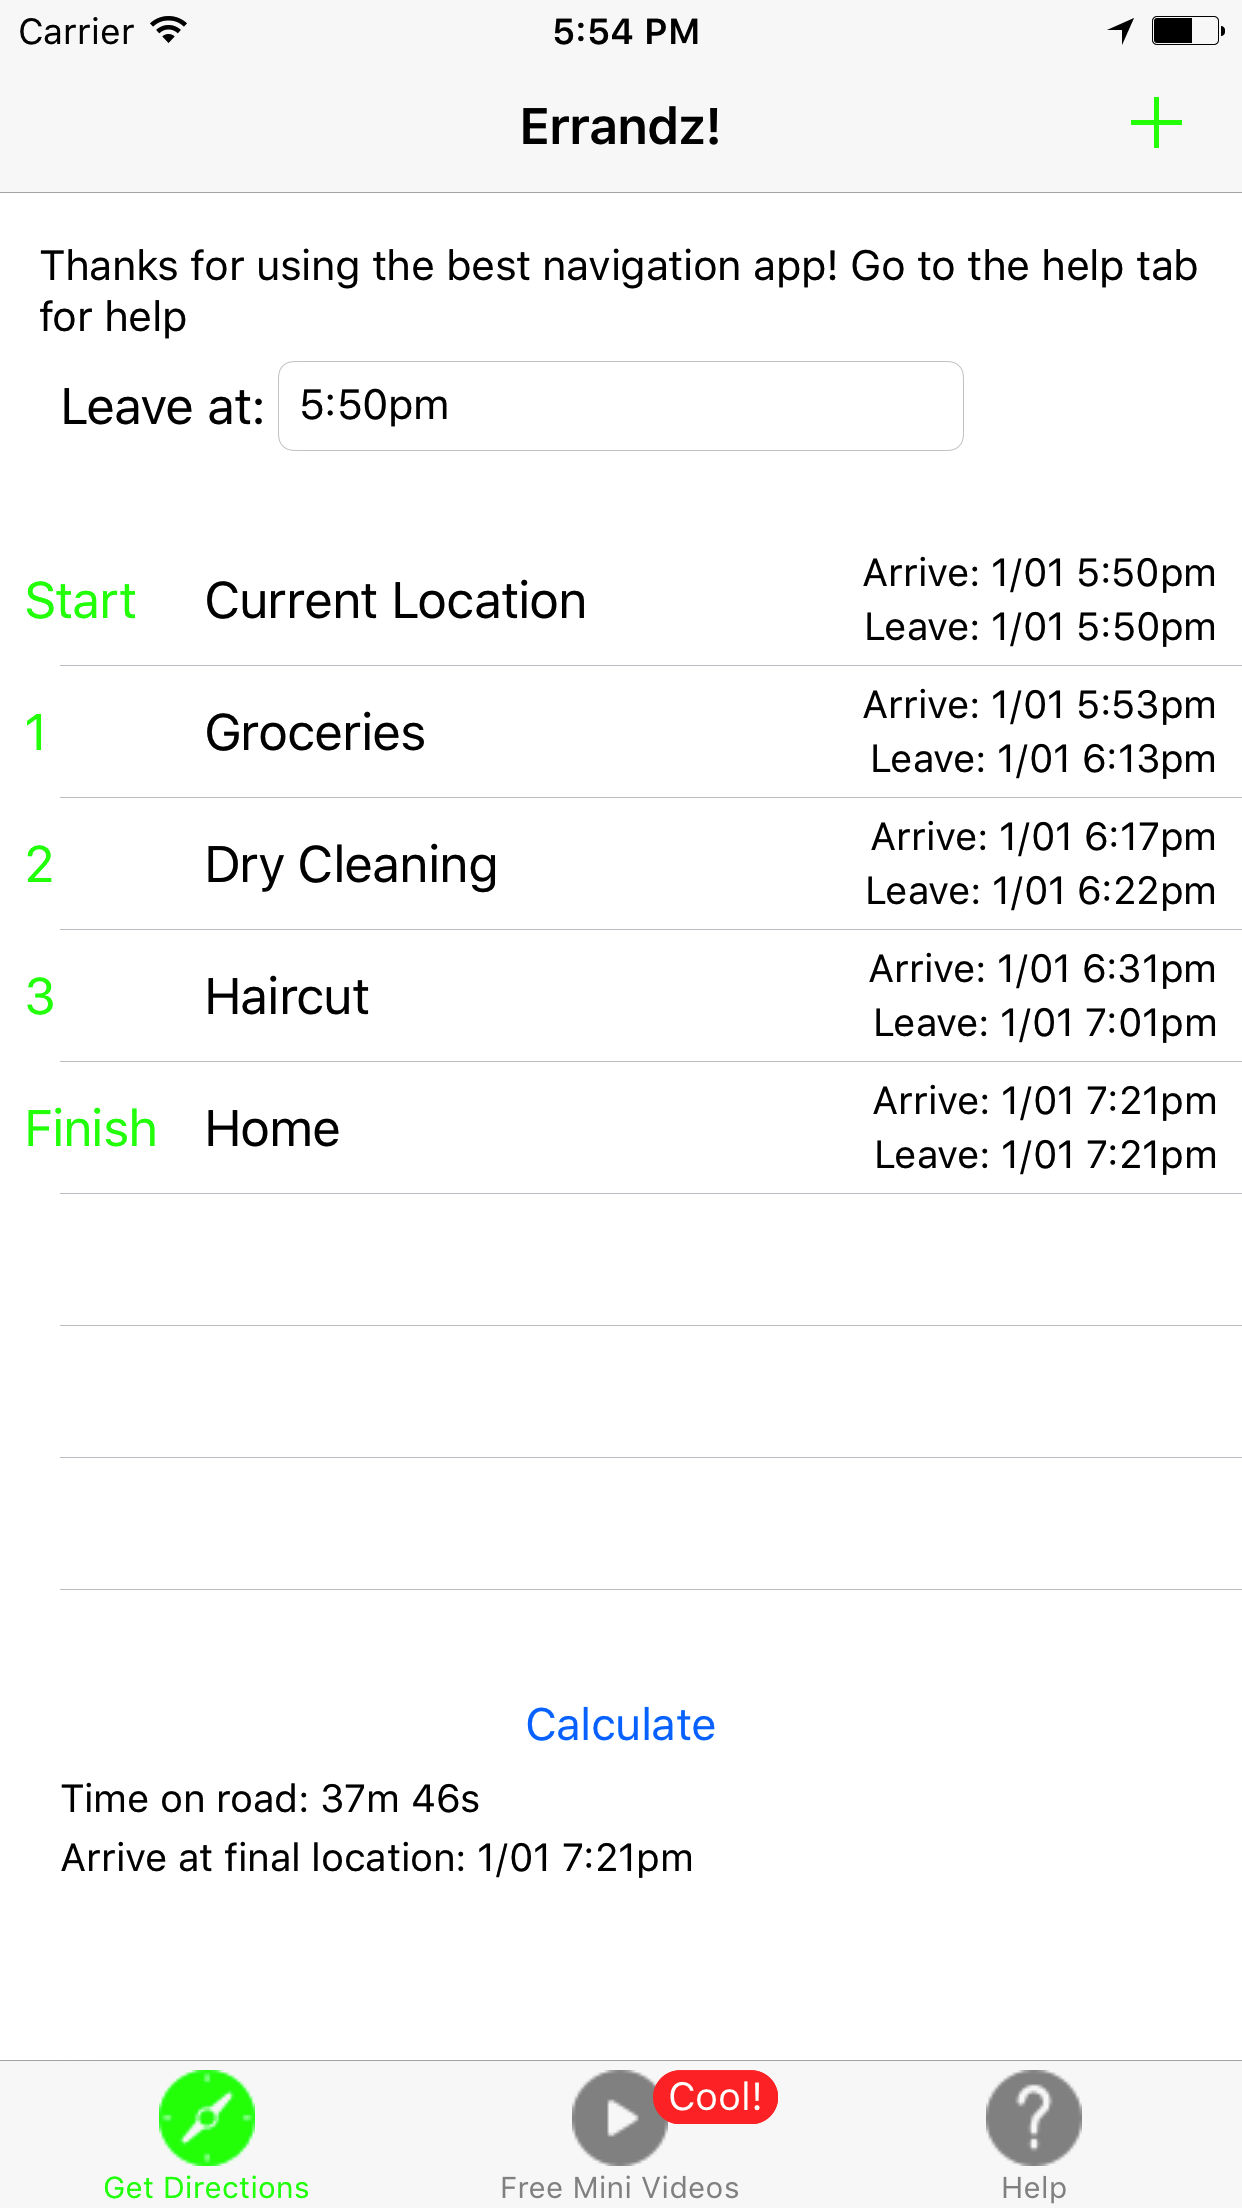 Carrier 5:54 PM
Errandz!
Thanks for using the best navigation app! Go to the help tab
for help
Leave at: 5:50pm
Start Current Location Arrive: 1/01 5:50pm
Leave: 1/01 5:50pm
1 Groceries Arrive: 1/01 5:53pm
Leave: 1/01 6:13pm
2 Dry Cleaning Arrive: 1/01 6:17pm
Leave: 1/01 6:22pm
3 Haircut Arrive: 1/01 6:31pm
Leave: 1/01 7:01pm
Finish Home Arrive: 1/01 7:21pm
Leave: 1/01 7:21pm
Calculate
Time on road: 37m 46s
Arrive at final location: 1/01 7:21pm
Cool!
Get Directions Free Mini Videos Help